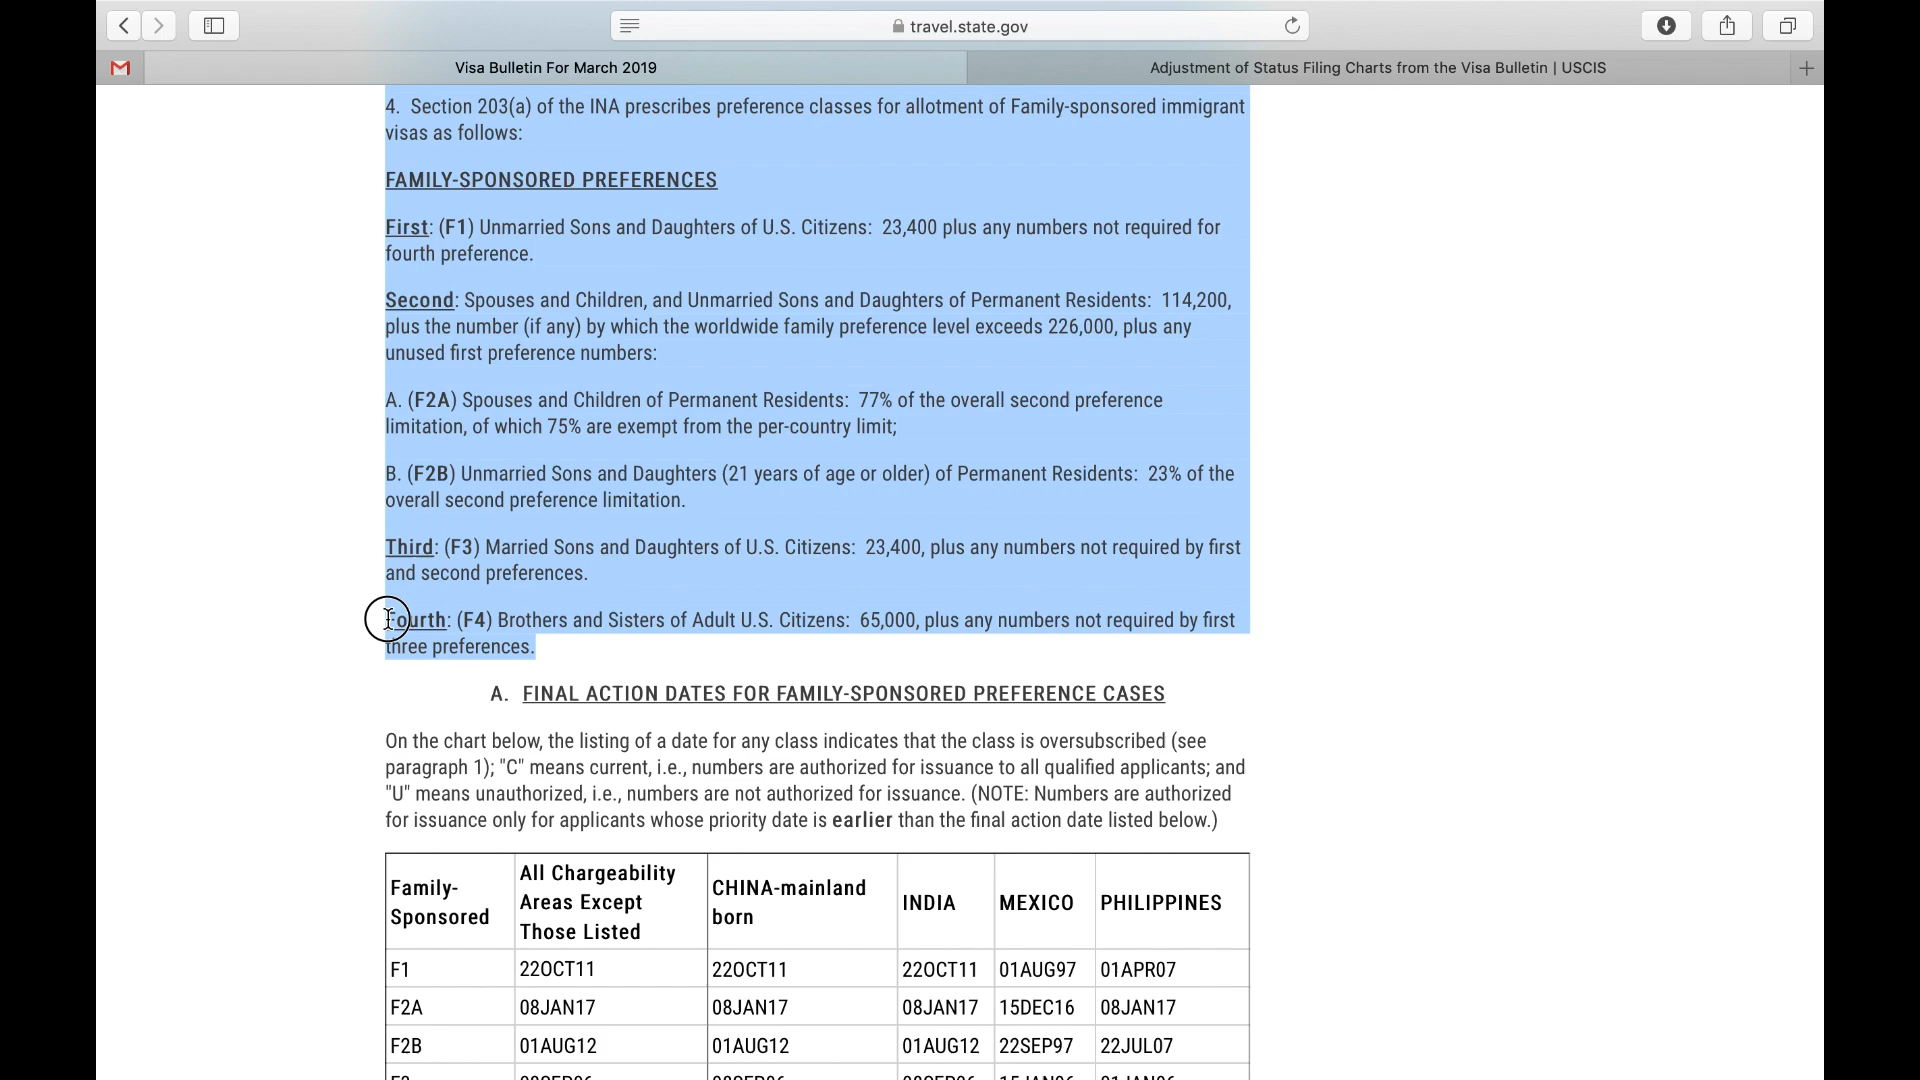 travel.state.gov
Visa Bulletin For March 2019
Adjustment of Status Filing Charts from the Visa Bulletin | USCIS
4. Section 203(a) of the INA prescribes preference classes for allotment of Family-sponsored immigrant
visas as follows:
FAMILY-SPONSORED PREFERENCES
First: (F1) Unmarried Sons and Daughters of U.S. Citizens: 23,400 plus any numbers not required for
fourth preference.
Second: Spouses and Children, and Unmarried Sons and Daughters of Permanent Residents: 114,200,
plus the number (if any) by which the worldwide family preference level exceeds 226,000, plus any
unused first preference numbers:
A. (F2A) Spouses and Children of Permanent Residents: 77% of the overall second preference
limitation, of which 75% are exempt from the per-country limit;
B. (F2B) Unmarried Sons and Daughters (21 years of age or older) of Permanent Residents: 23% of the
overall second preference limitation.
Third: (F3) Married Sons and Daughters of U.S. Citizens: 23,400, plus any numbers not required by first
and second preferences.
Fourth: (F4) Brothers and Sisters of Adult U.S. Citizens: 65,000, plus any numbers not required by first
three preferences.
A. FINAL ACTION DATES FOR FAMILY-SPONSORED PREFERENCE CASES
On the chart below, the listing of a date for any class indicates that the class is oversubscribed (see
paragraph 1); "C" means current, i.e., numbers are authorized for issuance to all qualified applicants; and
"U" means unauthorized, i.e., numbers are not authorized for issuance. (NOTE: Numbers are authorized
for issuance only for applicants whose priority date is earlier than the final action date listed below.)
Family-
Sponsored
All Chargeability
Areas Except
Those Listed
CHINA-mainland
born
INDIA
MEXICO
PHILIPPINES
F1 22OCT11 22OCT11 22OCT11 01AUG97 01APR07
F2A 08JAN17 08JAN17 08JAN17 15DEC16 08JAN17
F2B 01AUG12 01AUG12 01AUG12 22SEP97 22JUL07